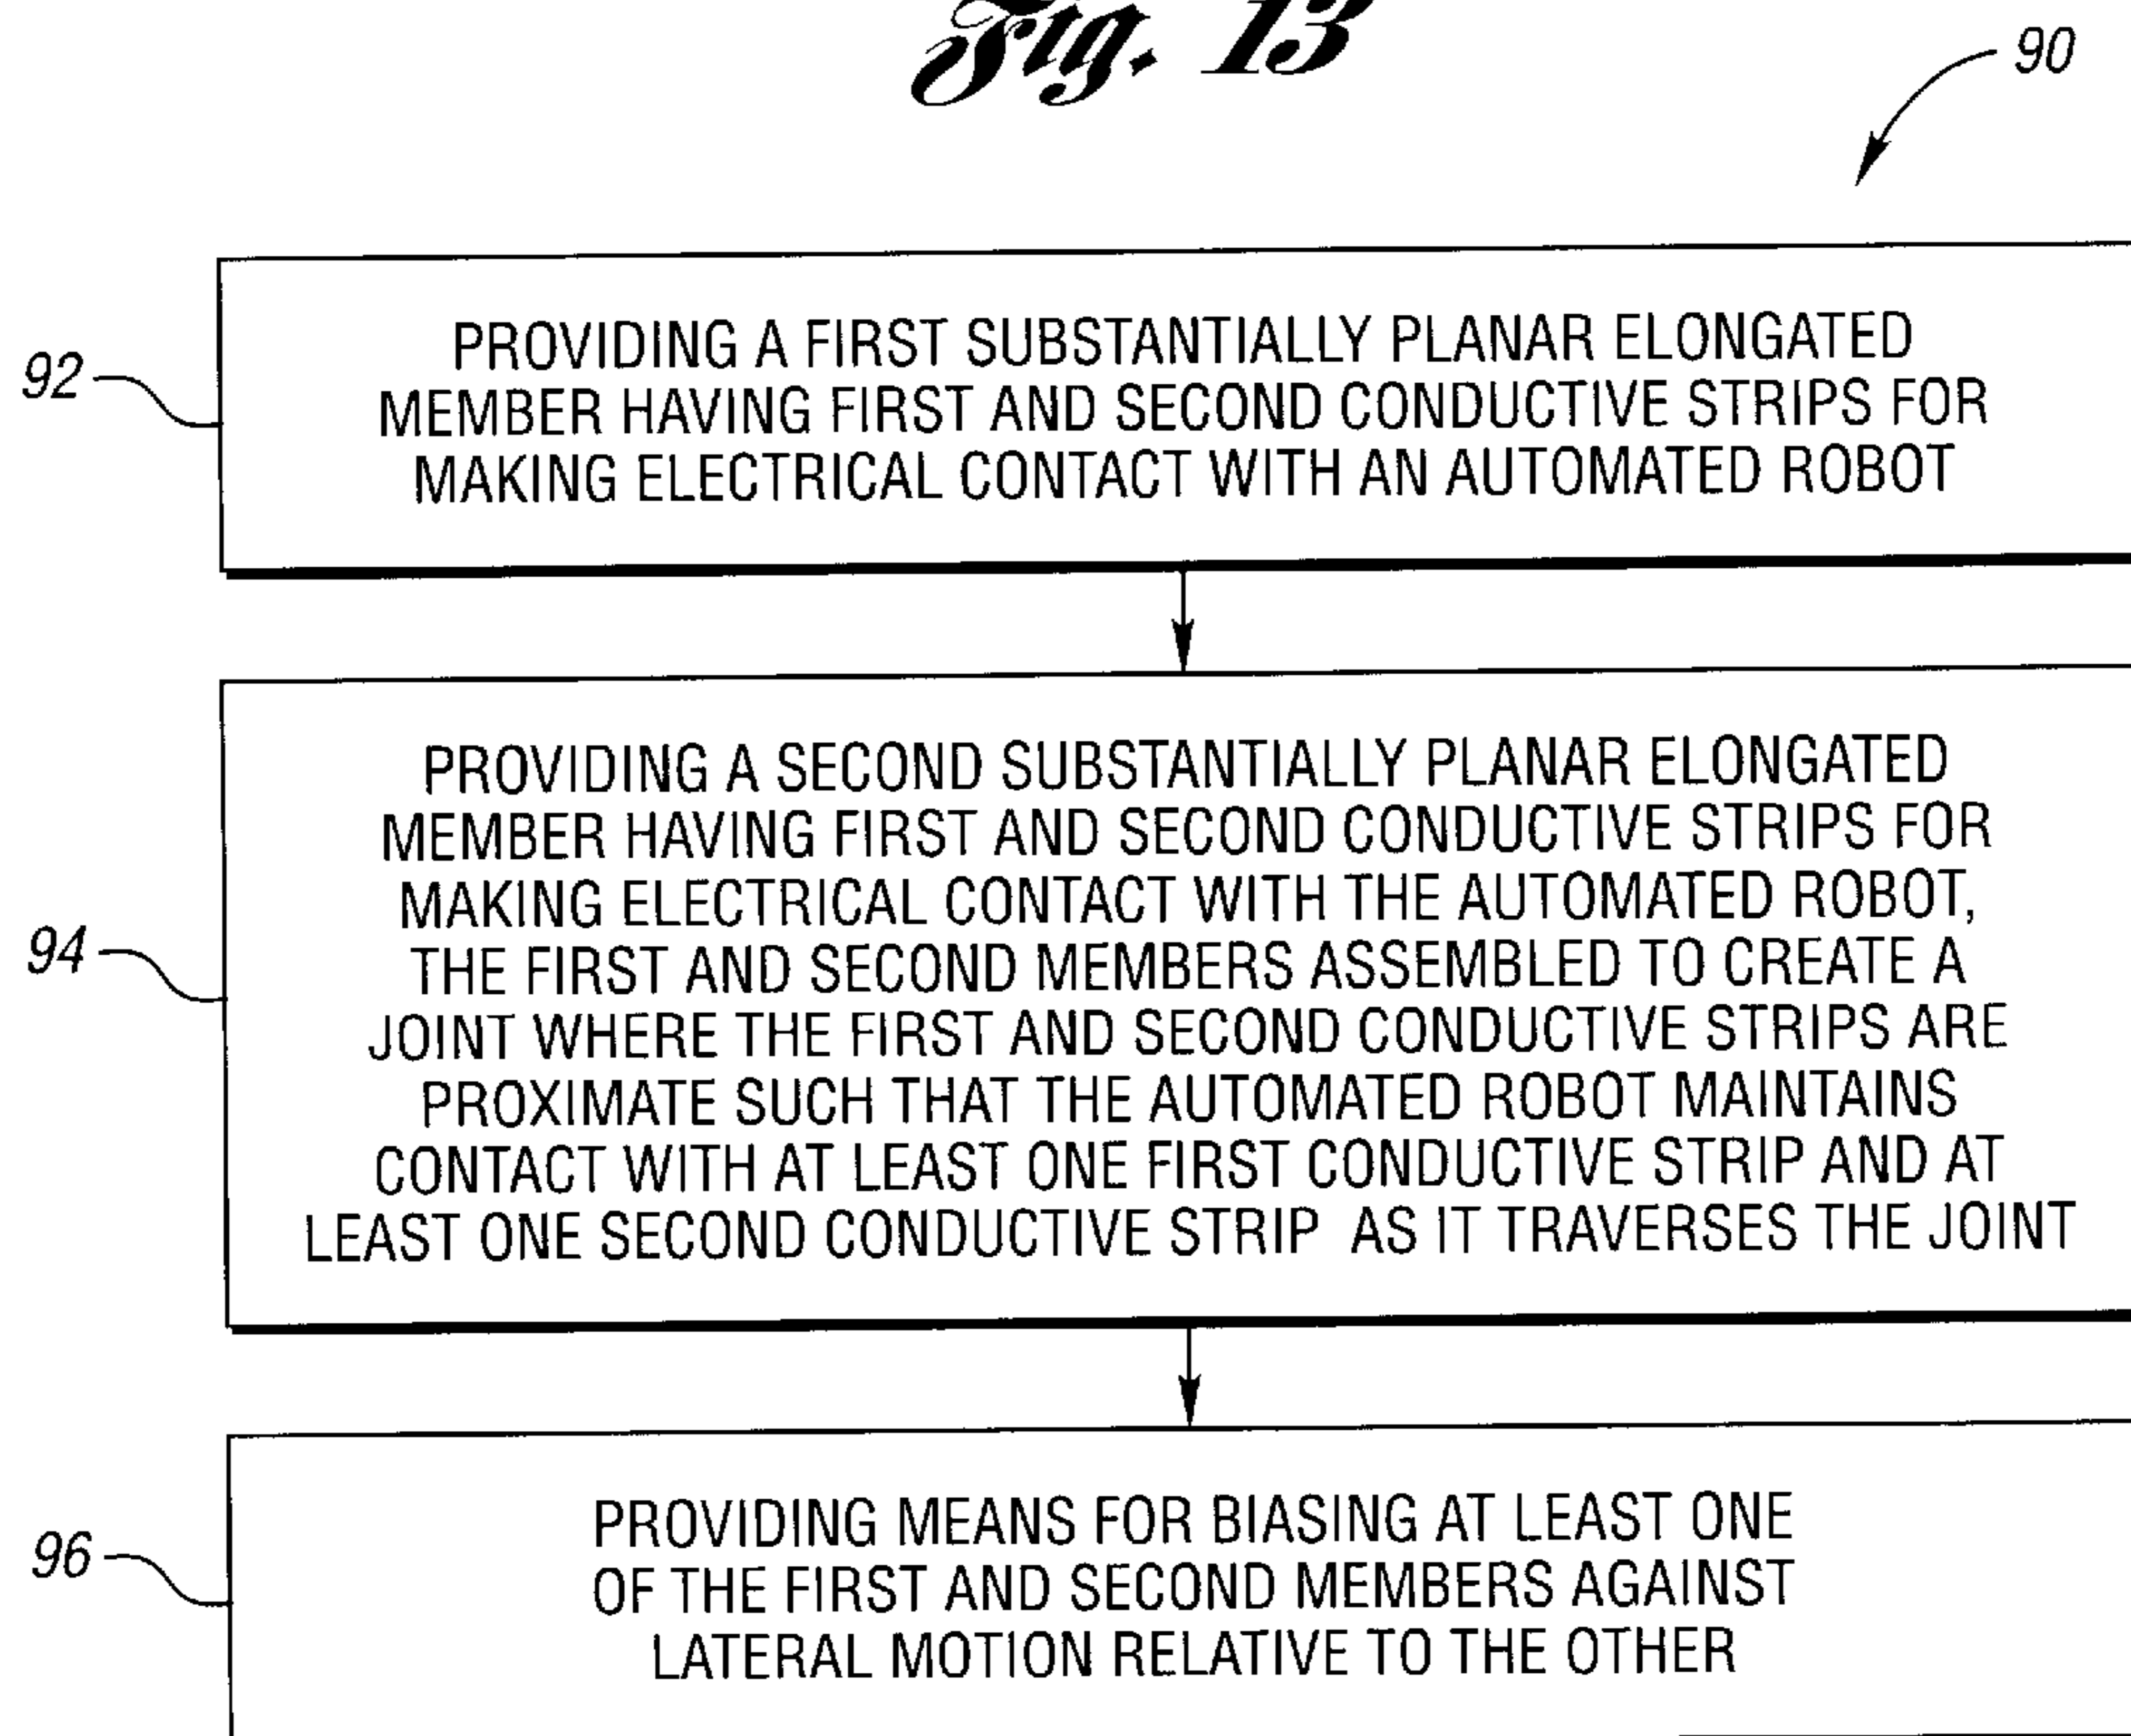 Fig. 13
90
92
PROVIDING A FIRST SUBSTANTIALLY PLANAR ELONGATED
MEMBER HAVING FIRST AND SECOND CONDUCTIVE STRIPS FOR
MAKING ELECTRICAL CONTACT WITH AN AUTOMATED ROBOT
94
PROVIDING A SECOND SUBSTANTIALLY PLANAR ELONGATED
MEMBER HAVING FIRST AND SECOND CONDUCTIVE STRIPS FOR
MAKING ELECTRICAL CONTACT WITH THE AUTOMATED ROBOT,
THE FIRST AND SECOND MEMBERS ASSEMBLED TO CREATE A
JOINT WHERE THE FIRST AND SECOND CONDUCTIVE STRIPS ARE
PROXIMATE SUCH THAT THE AUTOMATED ROBOT MAINTAINS
CONTACT WITH AT LEAST ONE FIRST CONDUCTIVE STRIP AND AT
LEAST ONE SECOND CONDUCTIVE STRIP AS IT TRAVERSES THE JOINT
96
PROVIDING MEANS FOR BIASING AT LEAST ONE
OF THE FIRST AND SECOND MEMBERS AGAINST
LATERAL MOTION RELATIVE TO THE OTHER